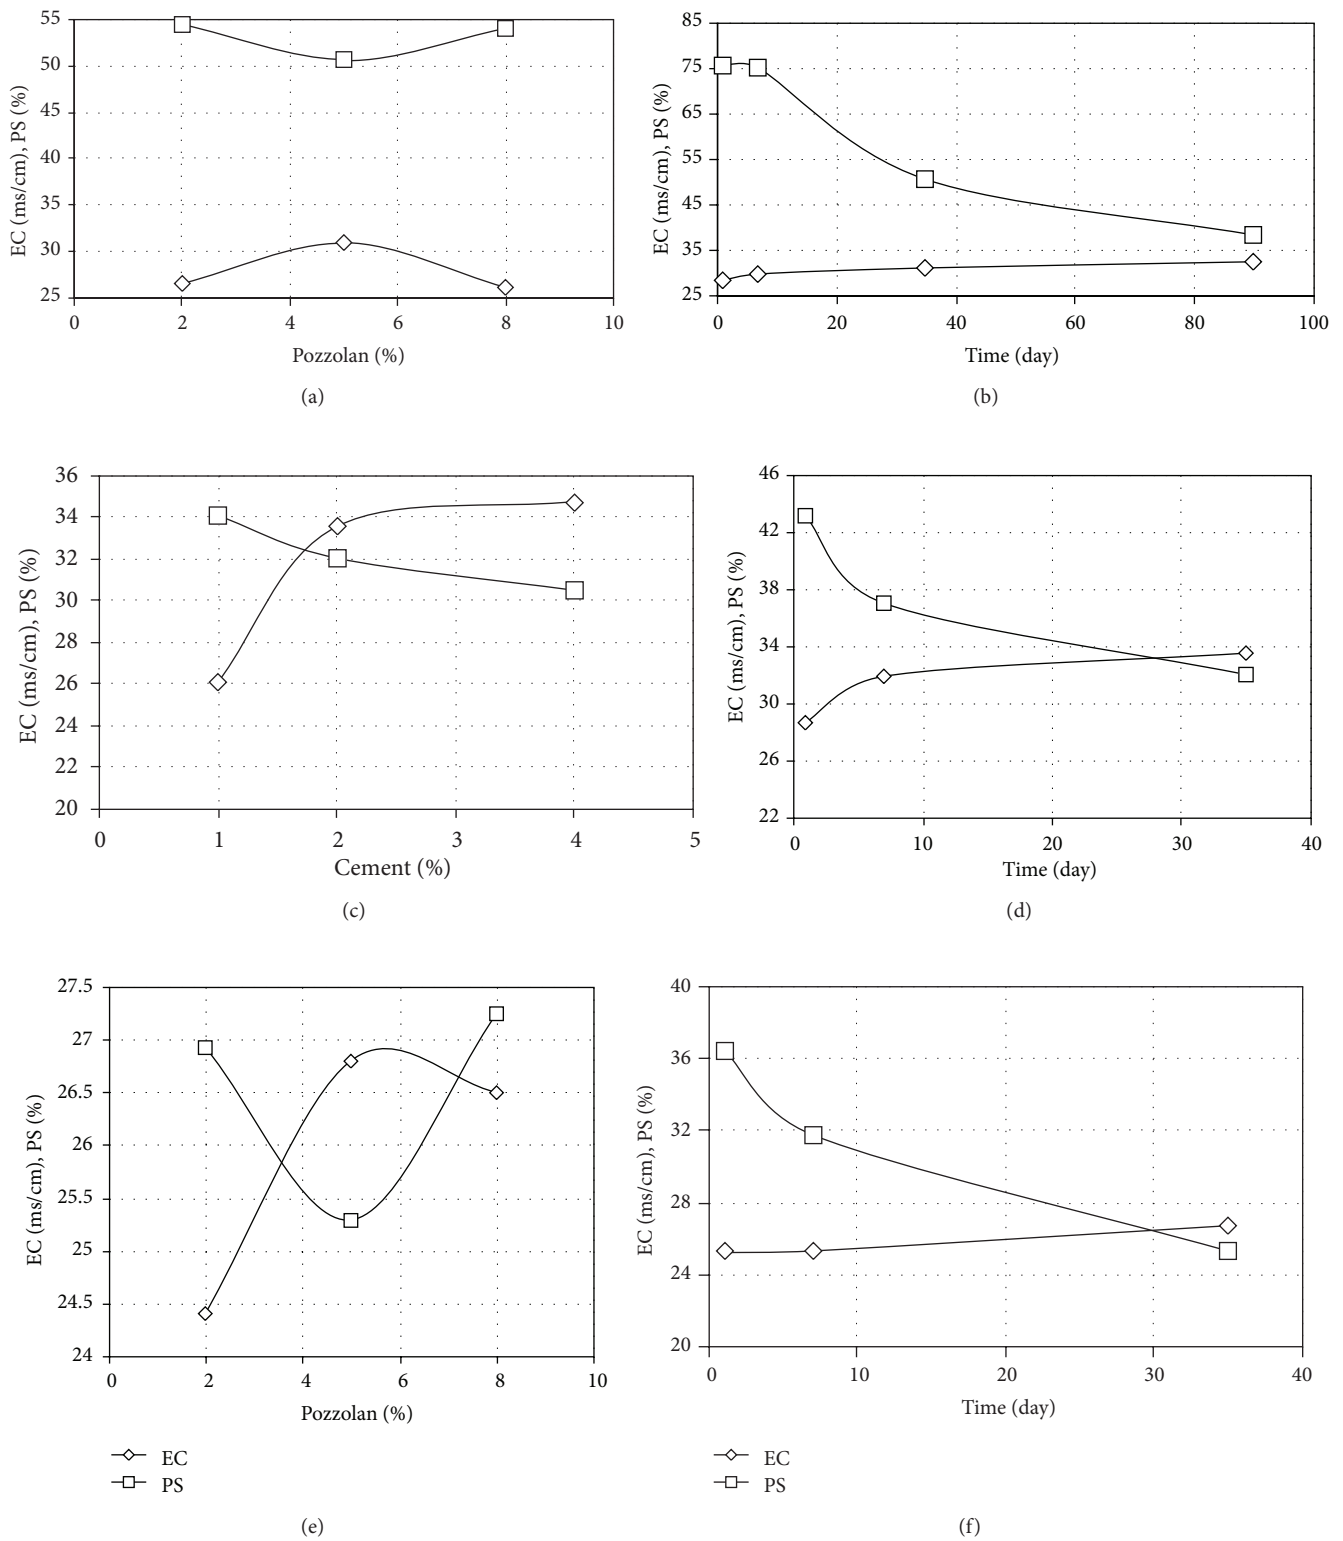 55
50
45
40
35
30
25
EC (ms/cm), PS (%)
0 2 4 6 8 10
Pozzolan (%)
(a)
85
75
65
55
45
35
25
EC (ms/cm), PS (%)
0 20 40 60 80 100
Time (day)
(b)
36
34
32
30
28
26
24
22
20
EC (ms/cm), PS (%)
0 1 2 3 4 5
Cement (%)
(c)
46
42
38
34
30
26
22
EC (ms/cm), PS (%)
0 10 20 30 40
Time (day)
(d)
27.5
27
26.5
26
25.5
25
24.5
24
EC (ms/cm), PS (%)
0 2 4 6 8 10
Pozzolan (%)
EC
PS
(e)
40
36
32
28
24
20
EC (ms/cm), PS (%)
0 10 20 30 40
Time (day)
EC
PS
(f)